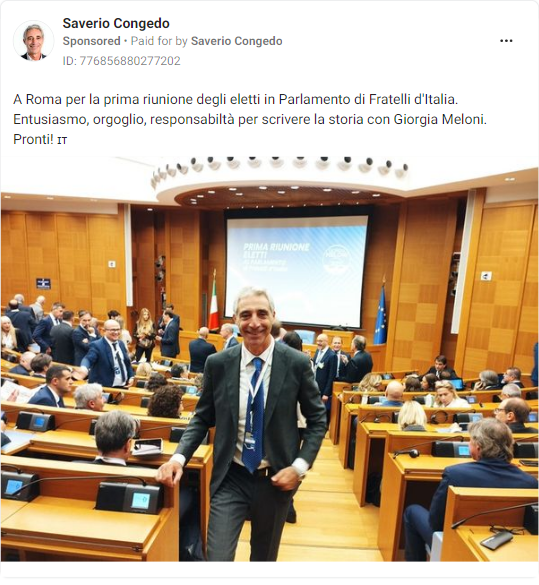 Saverio Congedo
Sponsored • Paid for by Saverio Congedo
ID: 776856880277202
A Roma per la prima riunione degli eletti in Parlamento di Fratelli d'Italia.
Entusiasmo, orgoglio, responsabiltà per scrivere la storia con Giorgia Meloni.
Pronti! IT
PRIMA RIUNIONE
ELETTI